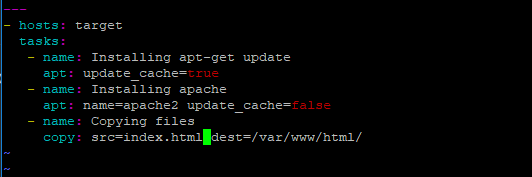 ---
- hosts: target
  tasks:
   - name: Installing apt-get update
     apt: update_cache=true
   - name: Installing apache
     apt: name=apache2 update_cache=false
   - name: Copying files
     copy: src=index.html dest=/var/www/html/
~
~